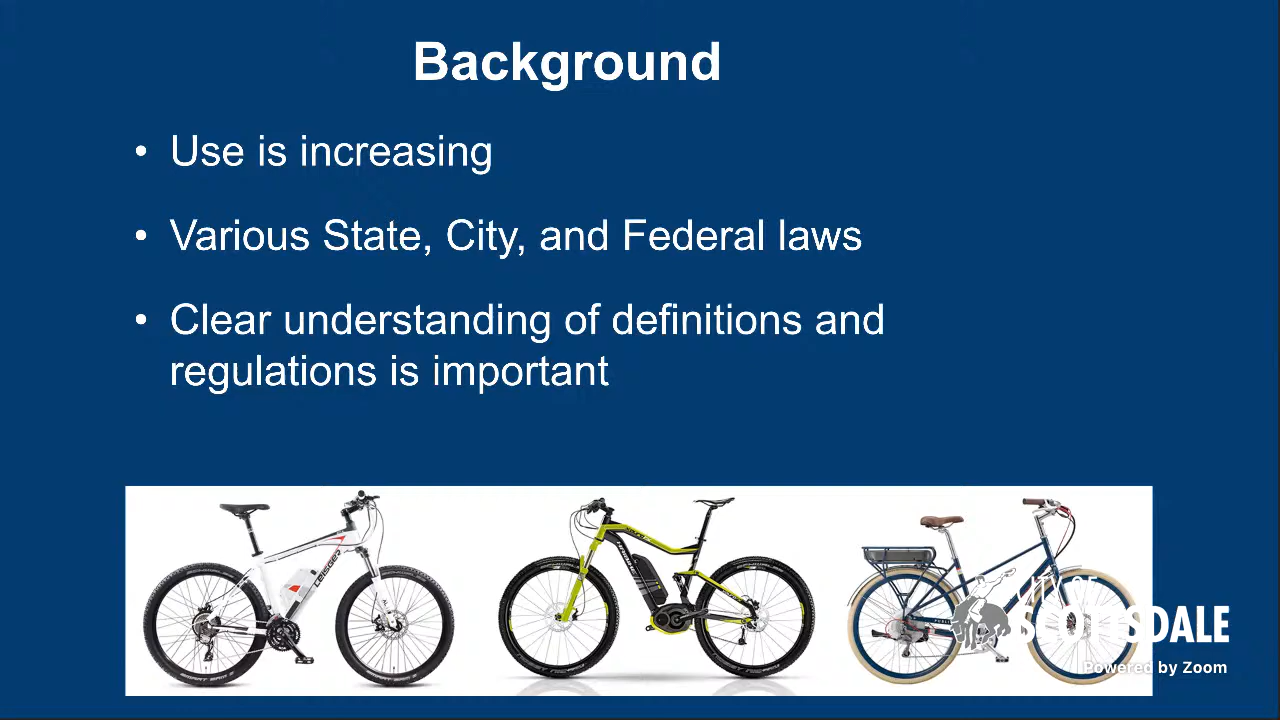 Background
• Use is increasing
• Various State, City, and Federal laws
• Clear understanding of definitions and
regulations is important
LEISGER
CITY OF
SCOTTSDALE
Powered by Zoom